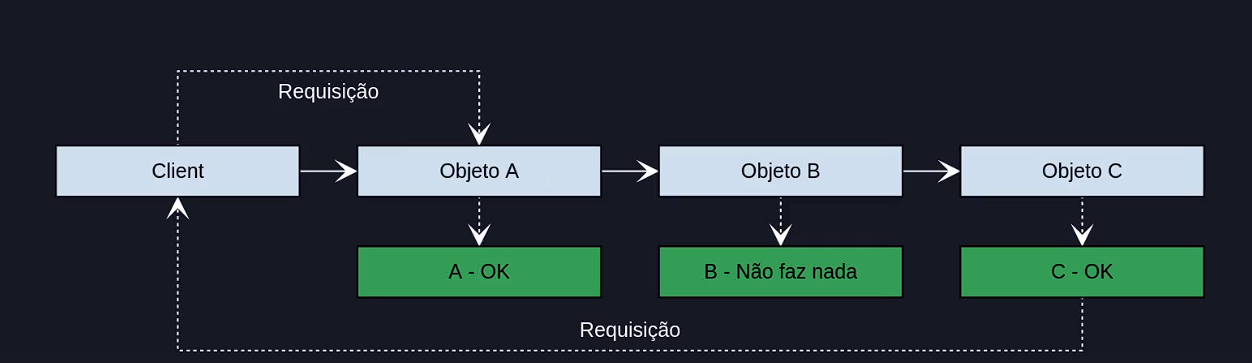 Requisição
Client
Objeto A
Objeto B
Objeto C
A - OK
B - Não faz nada
C - OK
Requisição